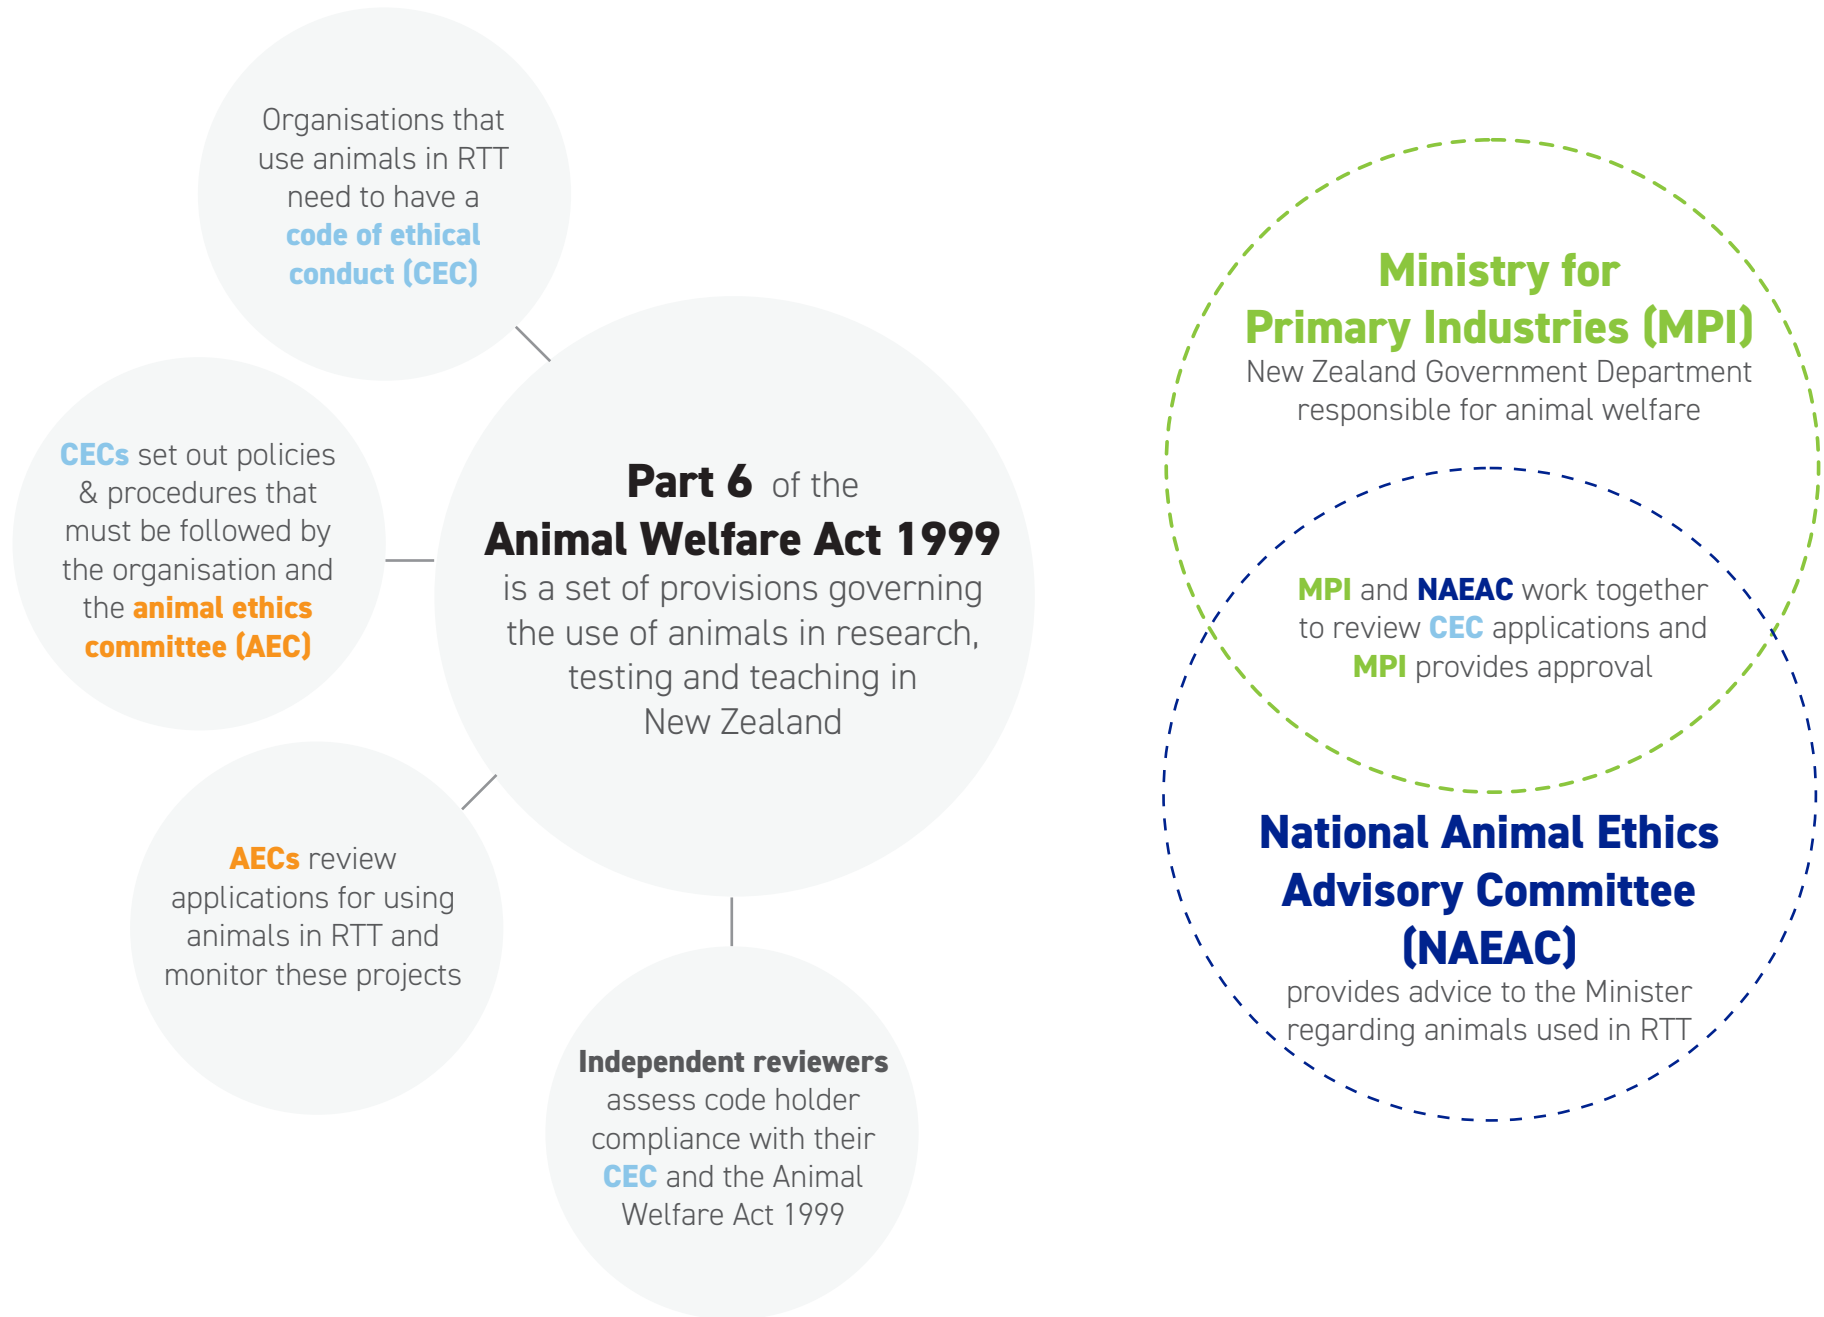 Organisations that
use animals in RTT
need to have a
code of ethical
conduct (CEC)
CECs set out policies
& procedures that
must be followed by
the organisation and
the animal ethics
committee (AEC)
AECs review
applications for using
animals in RTT and
monitor these projects
Independent reviewers
assess code holder
compliance with their
CEC and the Animal
Welfare Act 1999
Part 6 of the
Animal Welfare Act 1999
is a set of provisions governing
the use of animals in research,
testing and teaching in
New Zealand
Ministry for
Primary Industries (MPI)
New Zealand Government Department
responsible for animal welfare
MPI and NAEAC work together
to review CEC applications and
MPI provides approval
National Animal Ethics
Advisory Committee
(NAEAC)
provides advice to the Minister
regarding animals used in RTT